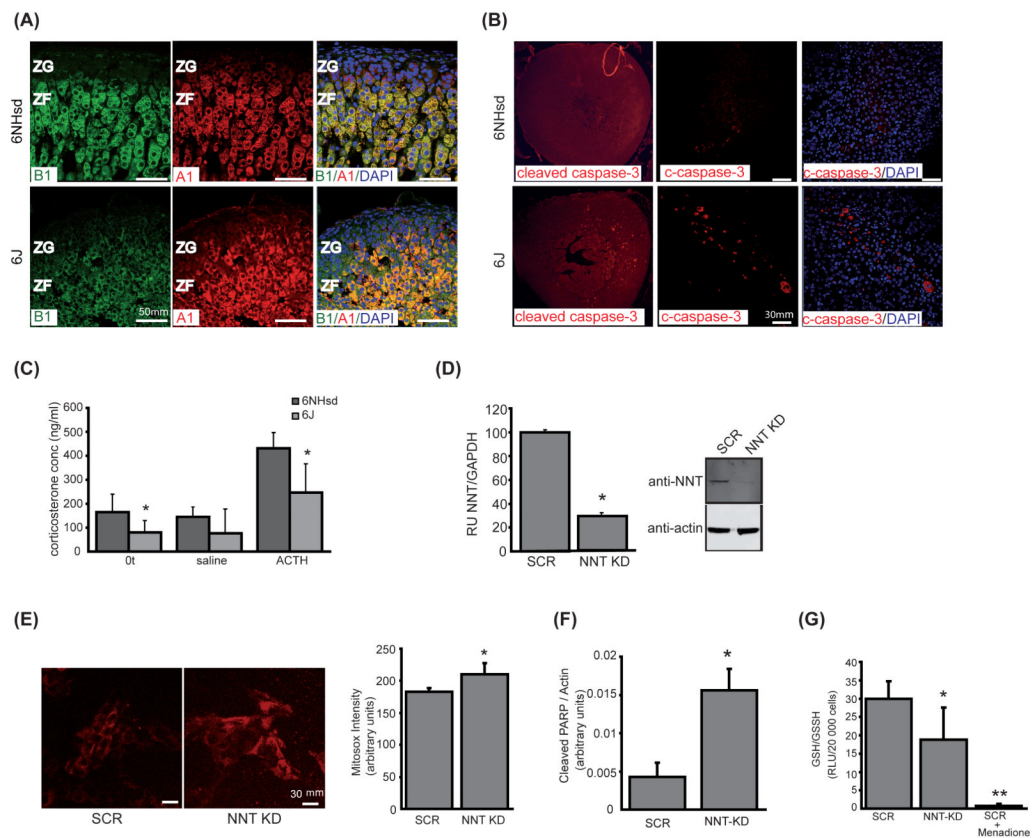 (A)
ZG
ZG
ZG
ZF
ZF
ZF
6NHsd
B1
A1
B1/A1/DAPI
ZG
ZG
ZG
ZF
ZF
ZF
6J
50mm
B1
A1
B1/A1/DAPI
(B)
6NHsd
cleaved caspase-3
c-caspase-3
c-caspase-3/DAPI
6J
30mm
cleaved caspase-3
c-caspase-3
c-caspase-3/DAPI
(C)
corticosterone conc (ng/ml)
600
500
400
300
200
100
0
6NHsd
6J
*
*
0t
saline
ACTH
(D)
RU NNT/GAPDH
120
100
80
60
40
20
0
*
SCR
NNT KD
SCR
NNT KD
anti-NNT
anti-actin
(E)
30 mm
SCR
NNT KD
Mitosox Intensity
(arbitrary units)
250
200
150
100
50
0
*
SCR
NNT KD
(F)
Cleaved PARP / Actin
(arbitrary units)
0.02
0.015
0.01
0.005
0
*
SCR
NNT-KD
(G)
GSH/GSSH
(RLU/20 000 cells)
40
35
30
25
20
15
10
5
0
*
**
SCR
NNT-KD
SCR
+
Menadione